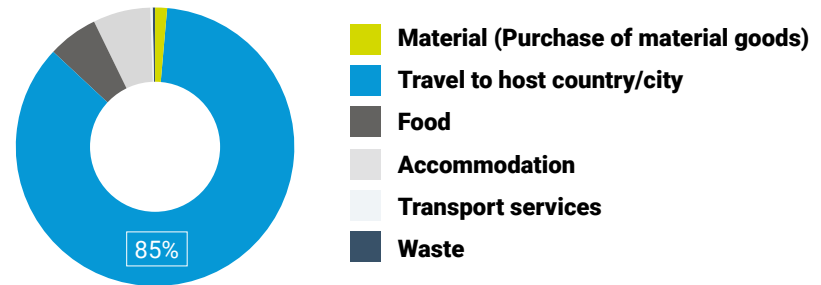 Material (Purchase of material goods)
Travel to host country/city
Food
Accommodation
Transport services
Waste
85%